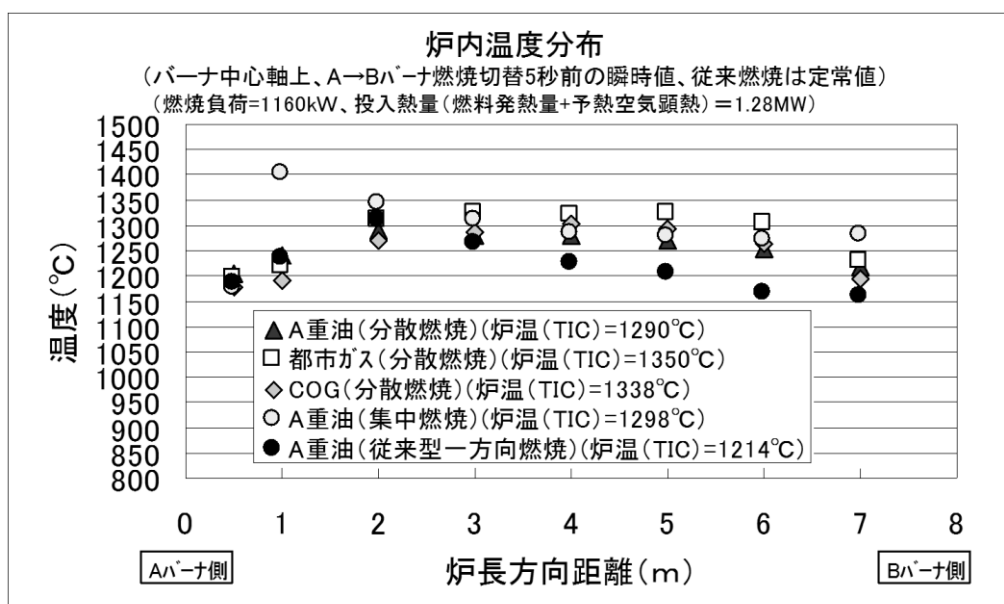 炉内温度分布
(バーナ中心軸上、A→Bバーナ燃焼切替5秒前の瞬時値、従来燃焼は定常値)
(燃焼負荷=1160kW、投入熱量(燃料発熱量+予熱空気顕熱)=1.28MW)
1500
1450
1400
1350
1300
1250
1200
1150
1100
1050
1000
950
900
850
800
温度(℃)
A重油(分散燃焼)(炉温(TIC)=1290℃)
都市ガス(分散燃焼)(炉温(TIC)=1350℃)
COG(分散燃焼)(炉温(TIC)=1338℃)
A重油(集中燃焼)(炉温(TIC)=1298℃)
A重油(従来型一方向燃焼)(炉温(TIC)=1214℃)
0 1 2 3 4 5 6 7 8
Aバーナ側 炉長方向距離(m) Bバーナ側